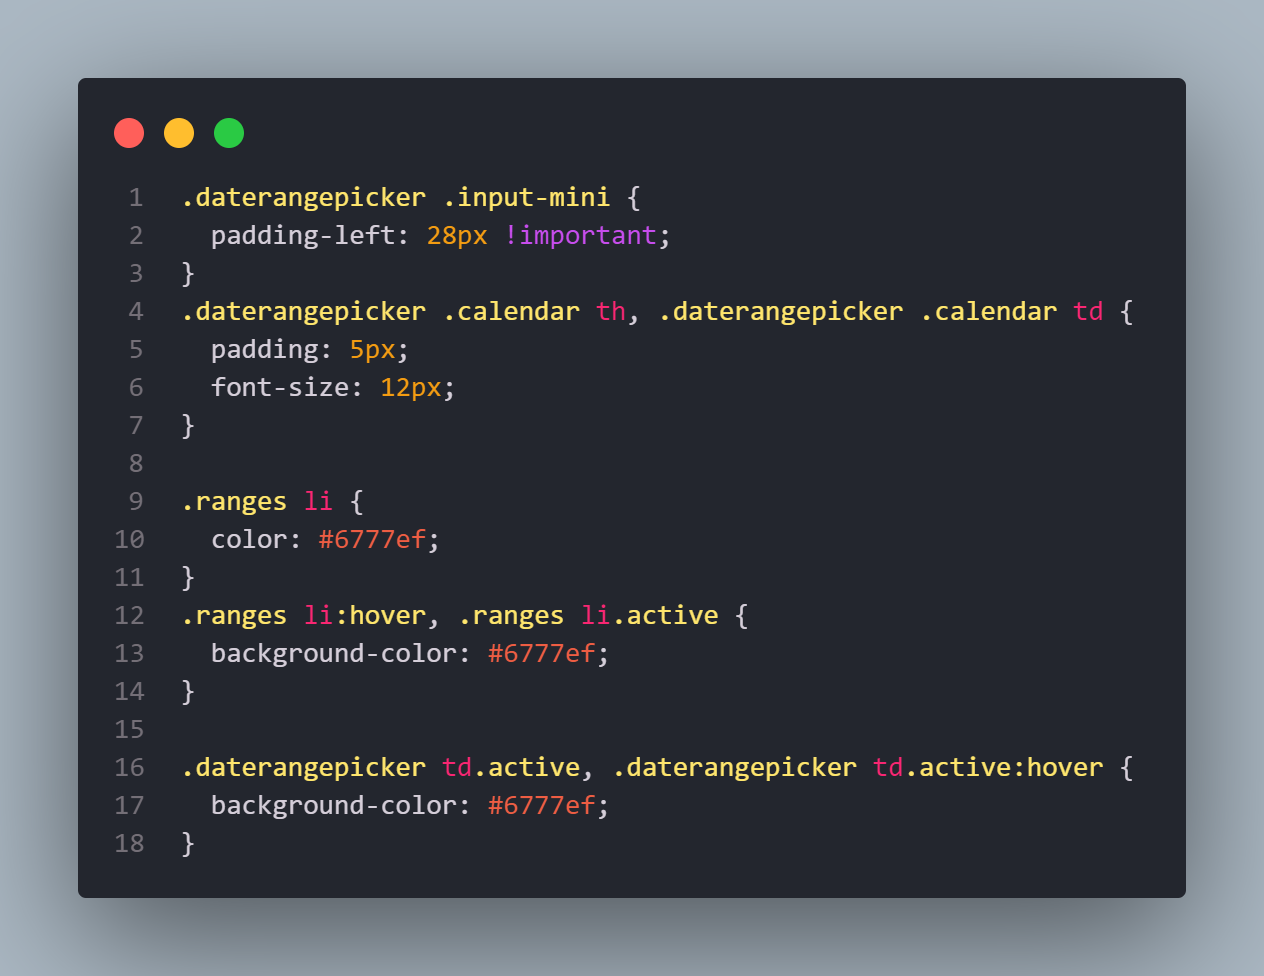 1 .daterangepicker .input-mini {
2   padding-left: 28px !important;
3 }
4 .daterangepicker .calendar th, .daterangepicker .calendar td {
5   padding: 5px;
6   font-size: 12px;
7 }
8
9 .ranges li {
10   color: #6777ef;
11 }
12 .ranges li:hover, .ranges li.active {
13   background-color: #6777ef;
14 }
15
16 .daterangepicker td.active, .daterangepicker td.active:hover {
17   background-color: #6777ef;
18 }